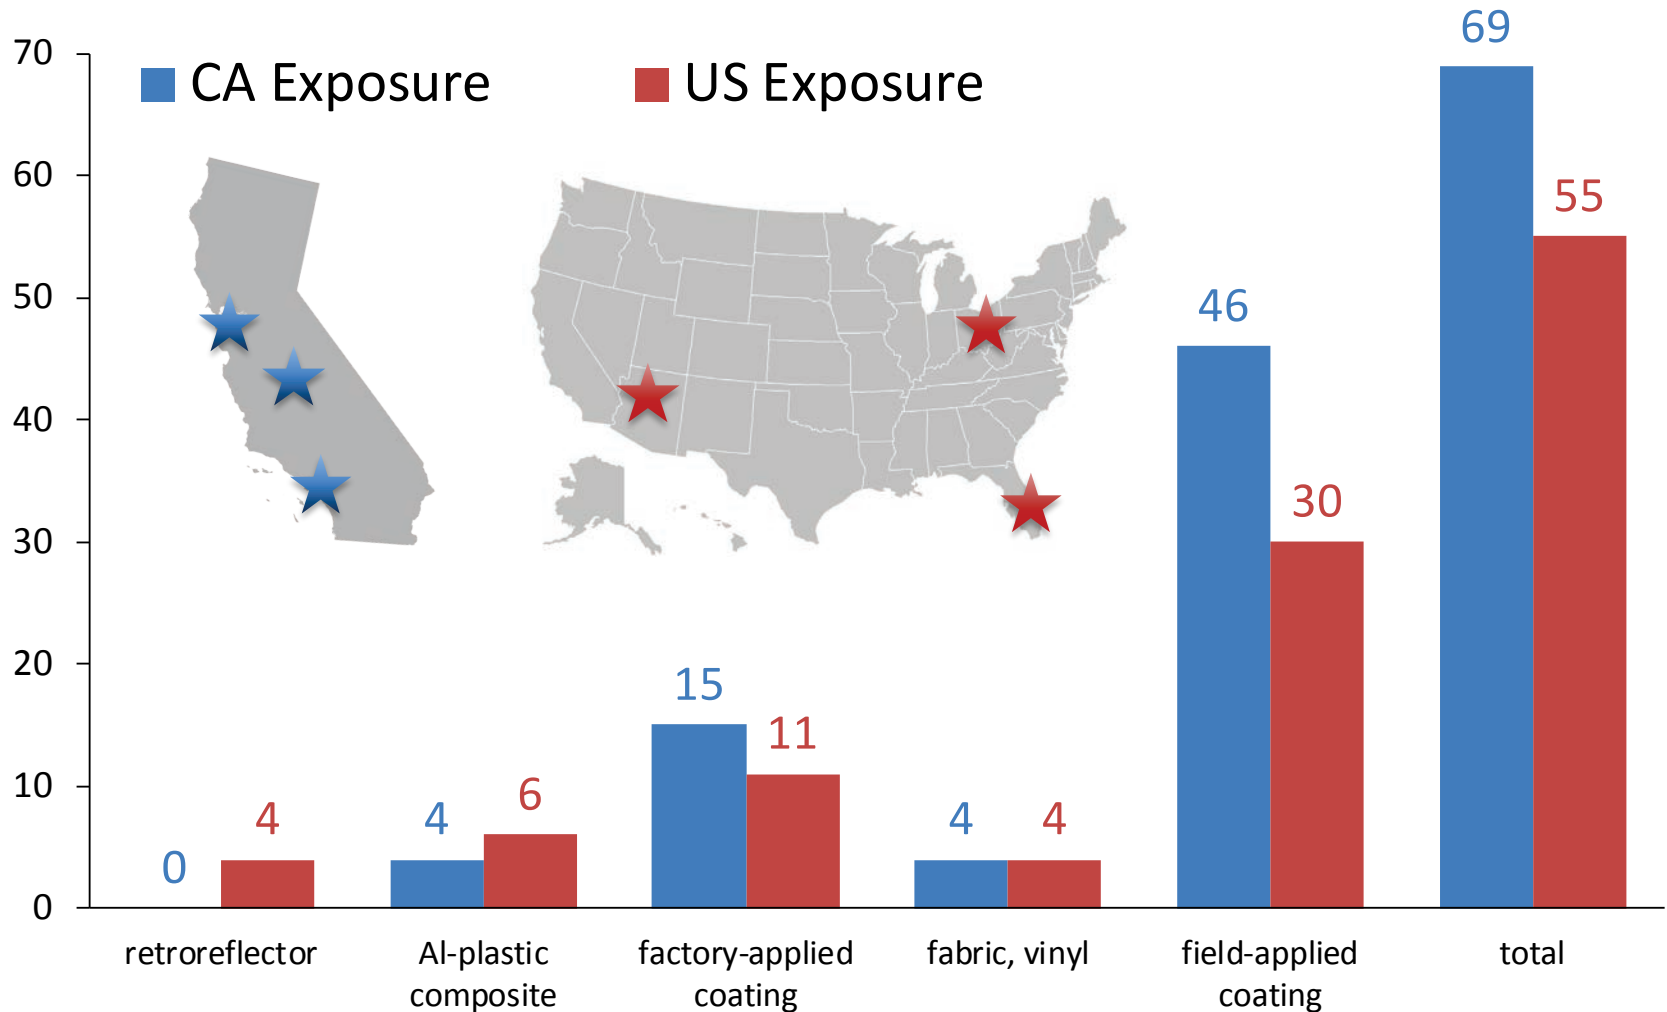 70
60
50
40
30
20
10
0
CA Exposure
US Exposure
0
4
4
6
15
11
4
4
46
30
69
55
retroreflector
Al-plastic
composite
factory-applied
coating
fabric, vinyl
field-applied
coating
total